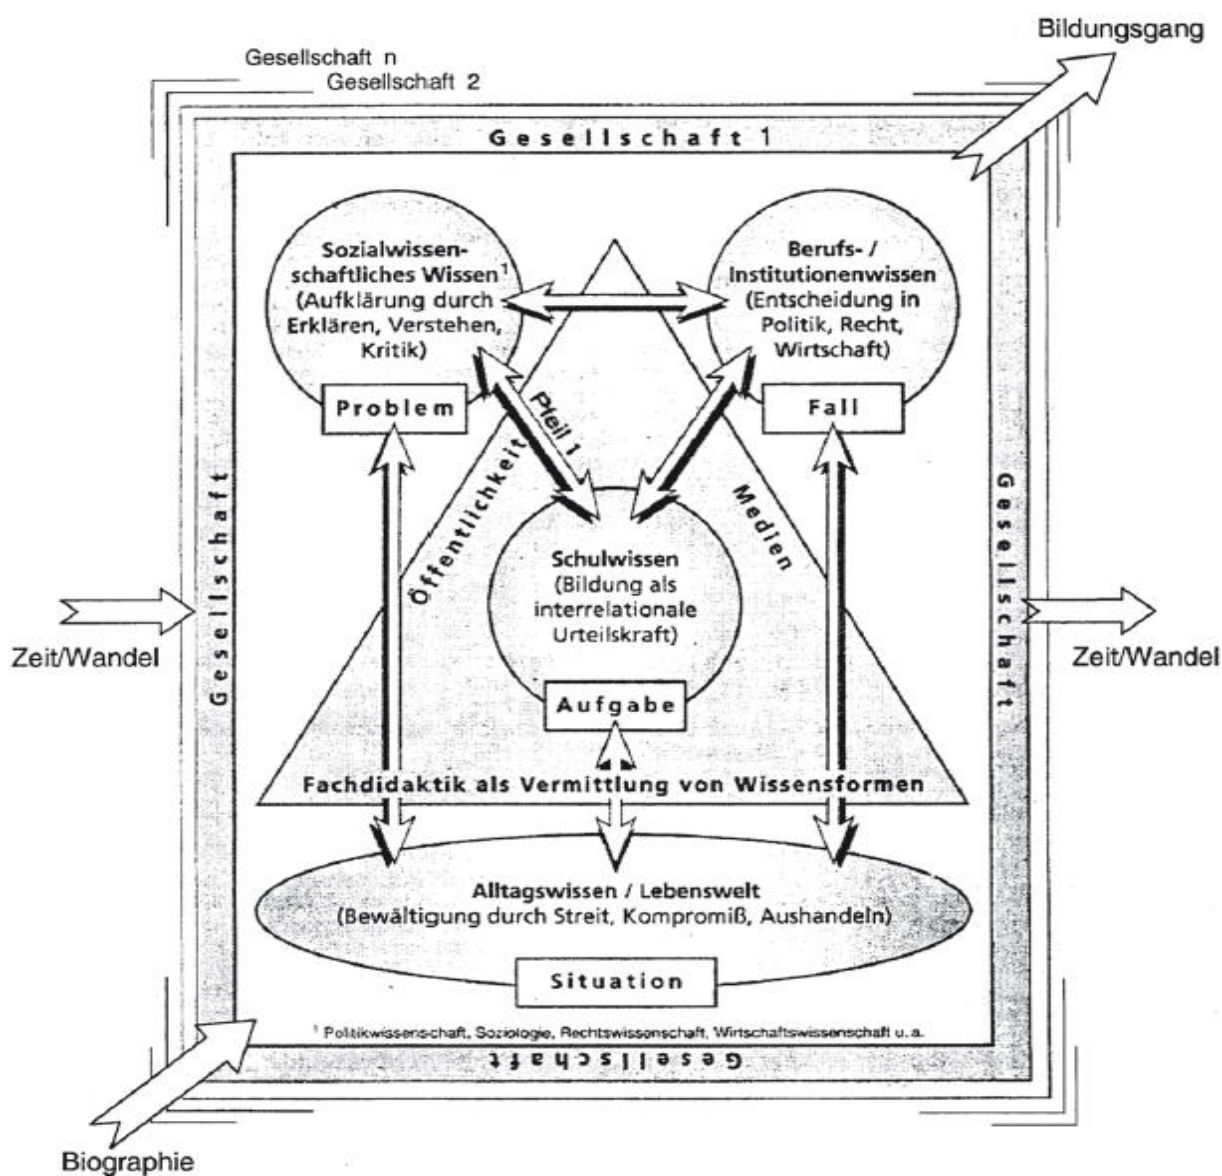 Bildungsgang
Gesellschaft n
Gesellschaft 2
Gesellschaft 1
Sozialwissen-
schaftliches Wissen¹
(Aufklärung durch
Erklären, Verstehen,
Kritik)
Problem
Berufs- /
Institutionenwissen
(Entscheidung in
Politik, Recht,
Wirtschaft)
Fall
Pfeil 1
Öffentlichkeit
Medien
Gesellschaft
Gesellschaft
Schulwissen
(Bildung als
interrelationale
Urteilskraft)
Aufgabe
Zeit/Wandel
Zeit/Wandel
Fachdidaktik als Vermittlung von Wissensformen
Alltagswissen / Lebenswelt
(Bewältigung durch Streit, Kompromiß, Aushandeln)
Situation
¹ Politikwissenschaft, Soziologie, Rechtswissenschaft, Wirtschaftswissenschaft u. a.
Gesellschaft
Biographie